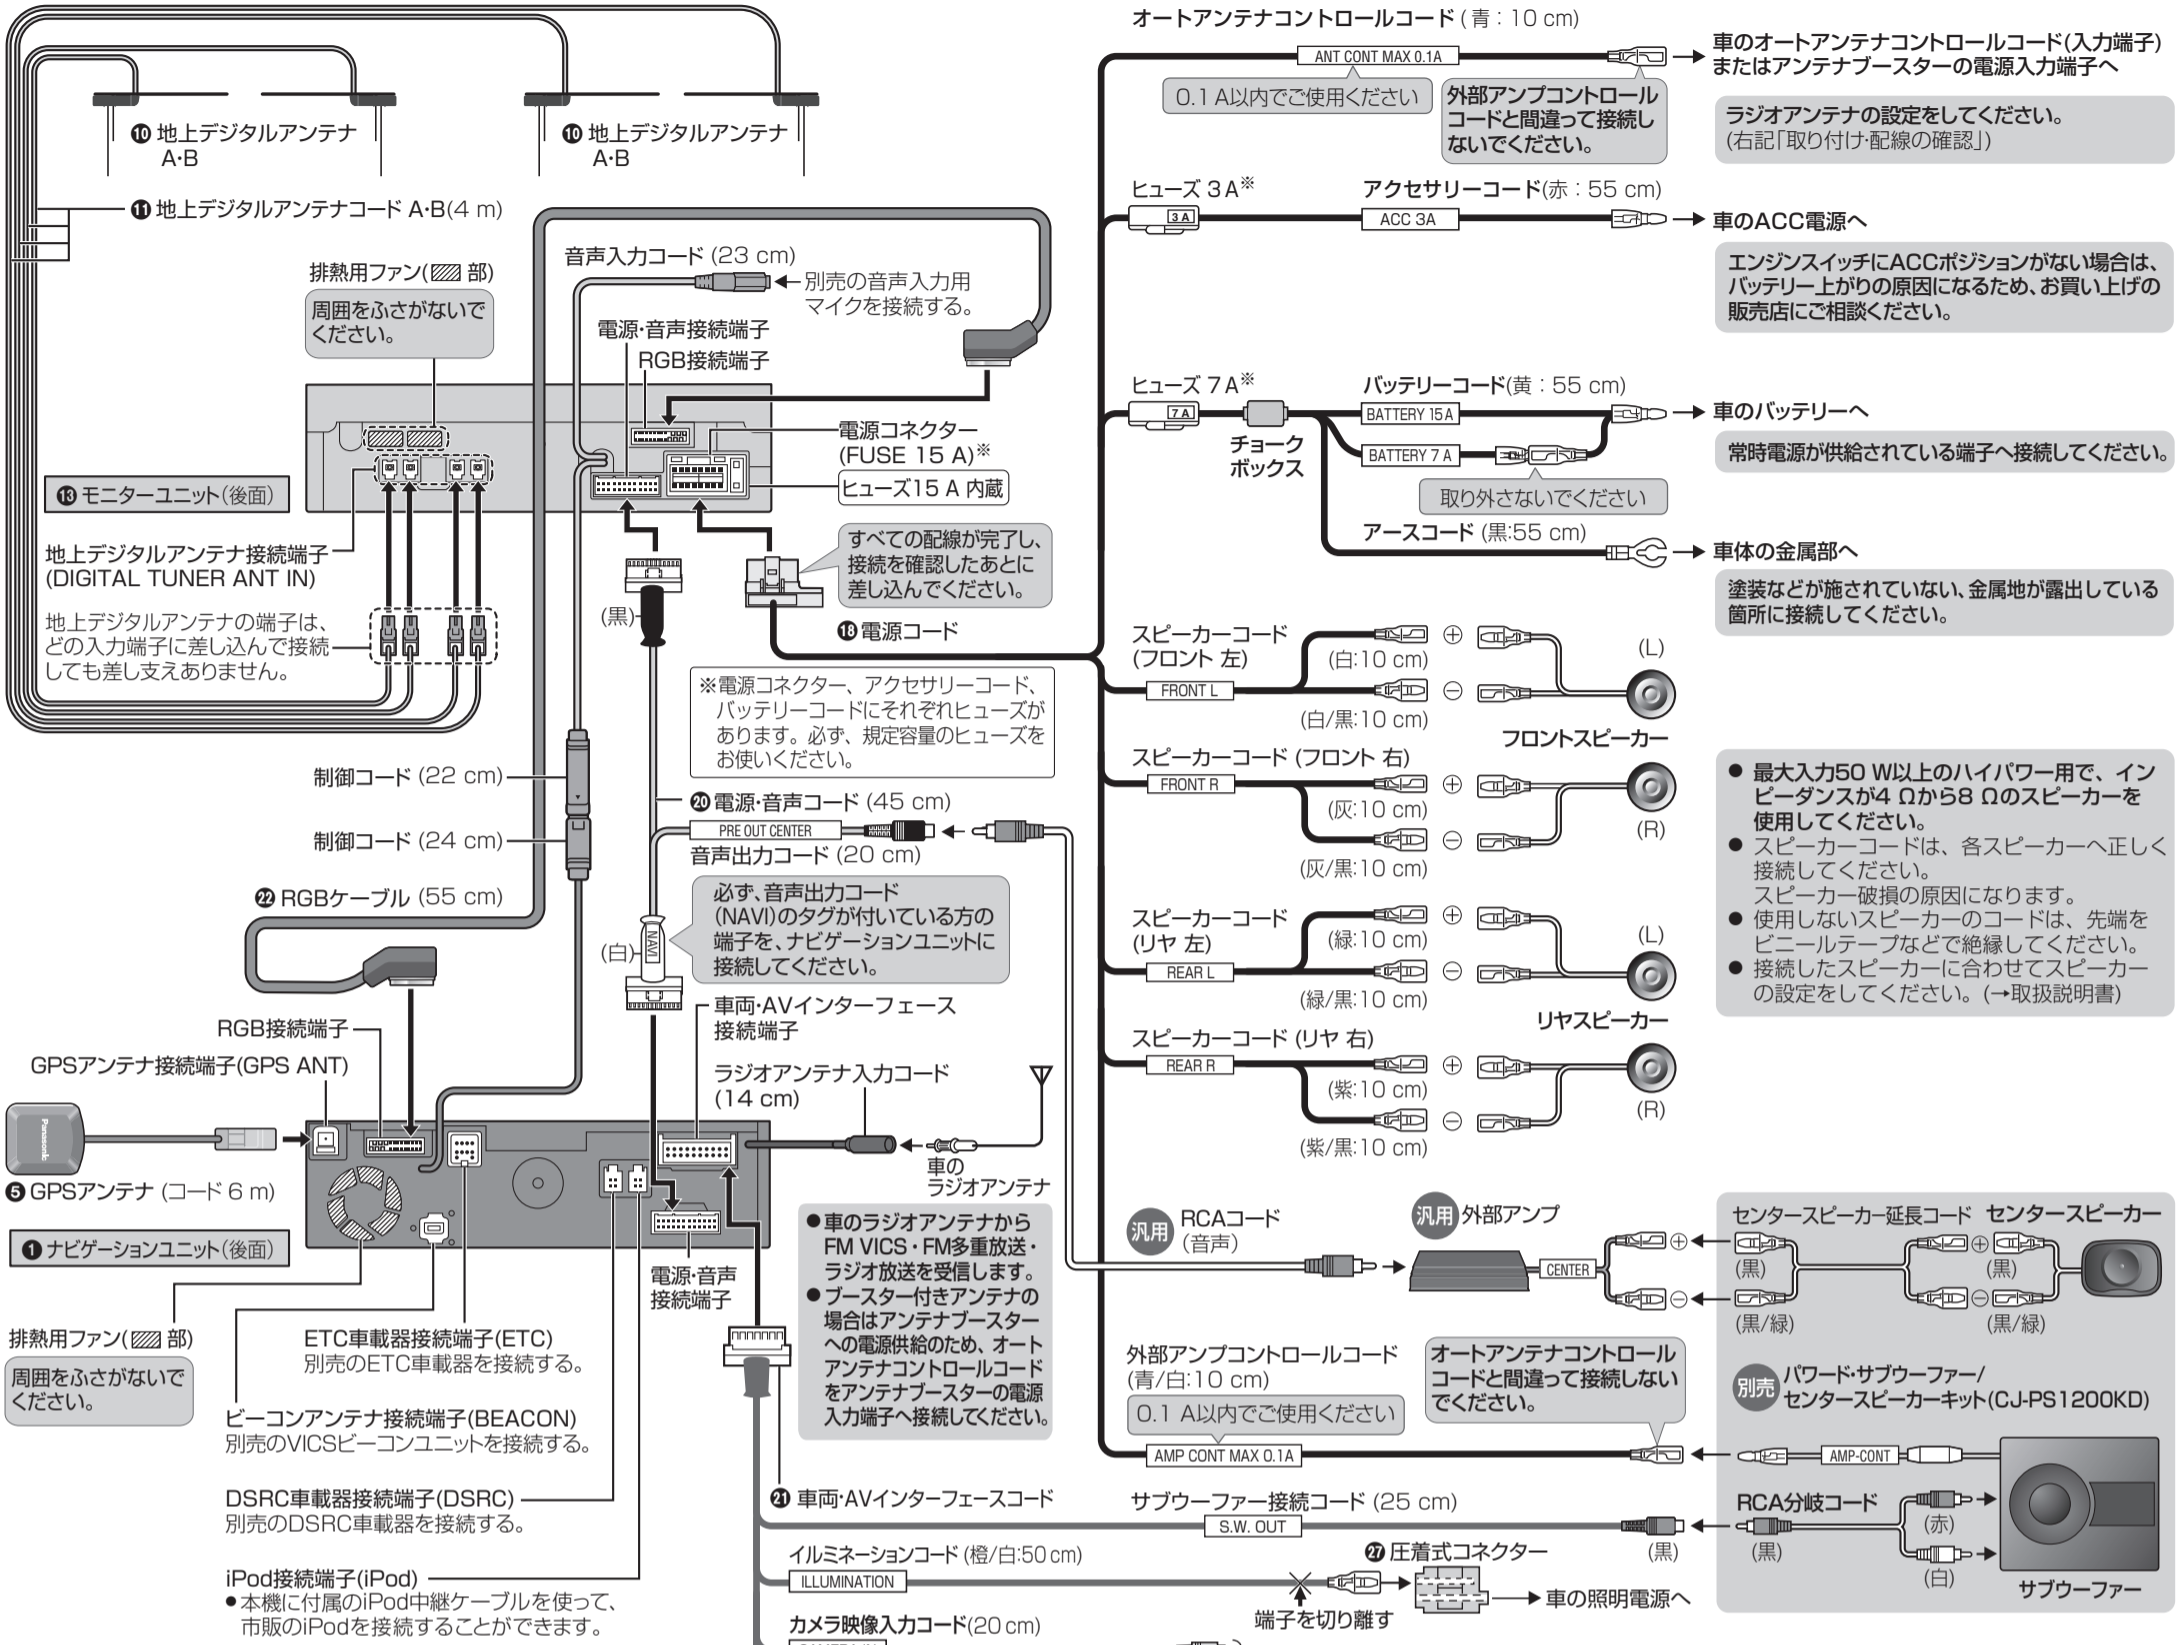 ❿ 地上デジタルアンテナ
A・B
❿ 地上デジタルアンテナ
A・B
⓫ 地上デジタルアンテナコード A・B(4 m)
排熱用ファン( 部)
周囲をふさがないで
ください。
音声入力コード (23 cm)
別売の音声入力用
マイクを接続する。
電源・音声接続端子
RGB接続端子
電源コネクター
(FUSE 15 A)※
ヒューズ15 A 内蔵
⓭ モニターユニット(後面)
地上デジタルアンテナ接続端子
(DIGITAL TUNER ANT IN)
地上デジタルアンテナの端子は、
どの入力端子に差し込んで接続
しても差し支えありません。
(黒)
すべての配線が完了し、
接続を確認したあとに
差し込んでください。
⓲ 電源コード
※電源コネクター、アクセサリーコード、
バッテリーコードにそれぞれヒューズが
あります。必ず、規定容量のヒューズを
お使いください。
制御コード (22 cm)
制御コード (24 cm)
⓴ 電源・音声コード (45 cm)
PRE OUT CENTER
音声出力コード (20 cm)
㉒ RGBケーブル (55 cm)
必ず、音声出力コード
(NAVI)のタグが付いている方の
端子を、ナビゲーションユニットに
接続してください。
(白)
NAVI
車両・AVインターフェース
接続端子
RGB接続端子
GPSアンテナ接続端子(GPS ANT)
ラジオアンテナ入力コード
(14 cm)
Panasonic
❺ GPSアンテナ (コード 6 m)
車の
ラジオアンテナ
❶ ナビゲーションユニット(後面)
電源・音声
接続端子
●車のラジオアンテナから
FM VICS・FM多重放送・
ラジオ放送を受信します。
●ブースター付きアンテナの
場合はアンテナブースター
への電源供給のため、オート
アンテナコントロールコード
をアンテナブースターの電源
入力端子へ接続してください。
排熱用ファン( 部)
周囲をふさがないで
ください。
ETC車載器接続端子(ETC)
別売のETC車載器を接続する。
ビーコンアンテナ接続端子(BEACON)
別売のVICSビーコンユニットを接続する。
DSRC車載器接続端子(DSRC)
別売のDSRC車載器を接続する。
iPod接続端子(iPod)
●本機に付属のiPod中継ケーブルを使って、
市販のiPodを接続することができます。
㉑ 車両・AVインターフェースコード
オートアンテナコントロールコード ( 青：10 cm)
ANT CONT MAX 0.1A
0.1 A以内でご使用ください
外部アンプコントロール
コードと間違って接続し
ないでください。
車のオートアンテナコントロールコード(入力端子)
またはアンテナブースターの電源入力端子へ
ラジオアンテナの設定をしてください。
(右記「取り付け・配線の確認」)
ヒューズ 3A※
3 A
アクセサリーコード(赤：55 cm)
ACC 3A
車のACC電源へ
エンジンスイッチにACCポジションがない場合は、
バッテリー上がりの原因になるため、お買い上げの
販売店にご相談ください。
ヒューズ 7A※
7 A
チョーク
ボックス
バッテリーコード(黄：55 cm)
BATTERY 15A
BATTERY 7 A
取り外さないでください
車のバッテリーへ
常時電源が供給されている端子へ接続してください。
アースコード (黒:55 cm)
車体の金属部へ
塗装などが施されていない、金属地が露出している
箇所に接続してください。
スピーカーコード
(フロント 左)
FRONT L
(白:10 cm)
⊕
⊖
(白/黒:10 cm)
(L)
フロントスピーカー
スピーカーコード (フロント 右)
FRONT R
(灰:10 cm)
⊕
⊖
(灰/黒:10 cm)
(R)
スピーカーコード
(リヤ 左)
REAR L
(緑:10 cm)
⊕
⊖
(緑/黒:10 cm)
(L)
リヤスピーカー
スピーカーコード (リヤ 右)
REAR R
(紫:10 cm)
⊕
⊖
(紫/黒:10 cm)
(R)
● 最大入力50 W以上のハイパワー用で、イン
ピーダンスが4 Ωから8 Ωのスピーカーを
使用してください。
● スピーカーコードは、各スピーカーへ正しく
接続してください。
スピーカー破損の原因になります。
● 使用しないスピーカーのコードは、先端を
ビニールテープなどで絶縁してください。
● 接続したスピーカーに合わせてスピーカー
の設定をしてください。(→取扱説明書)
汎用 RCAコード
(音声)
汎用 外部アンプ
CENTER
⊕
⊖
センタースピーカー延長コード センタースピーカー
(黒)
(黒/緑)
⊕
⊖
(黒)
(黒/緑)
外部アンプコントロールコード
(青/白:10 cm)
0.1 A以内でご使用ください
オートアンテナコントロール
コードと間違って接続しない
でください。
AMP CONT MAX 0.1A
別売 パワード・サブウーファー/
センタースピーカーキット(CJ-PS1200KD)
AMP-CONT
サブウーファー接続コード (25 cm)
S.W. OUT
(黒)
RCA分岐コード
(黒)
(赤)
(白)
サブウーファー
イルミネーションコード (橙/白:50 cm)
ILLUMINATION
端子を切り離す
㉗ 圧着式コネクター
車の照明電源へ
カメラ映像入力コード(20 cm)